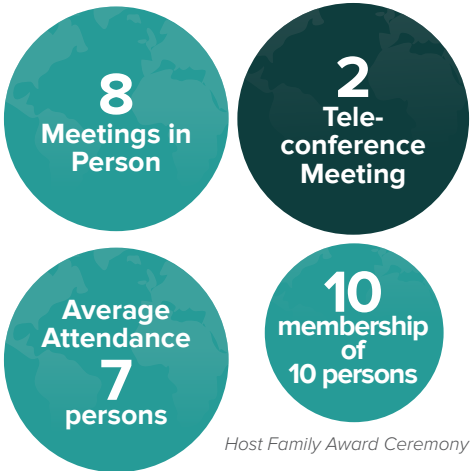 8
Meetings in
Person
2
Tele-
conference
Meeting
Average
Attendance
7
persons
10
membership
of
10 persons
Host Family Award Ceremony